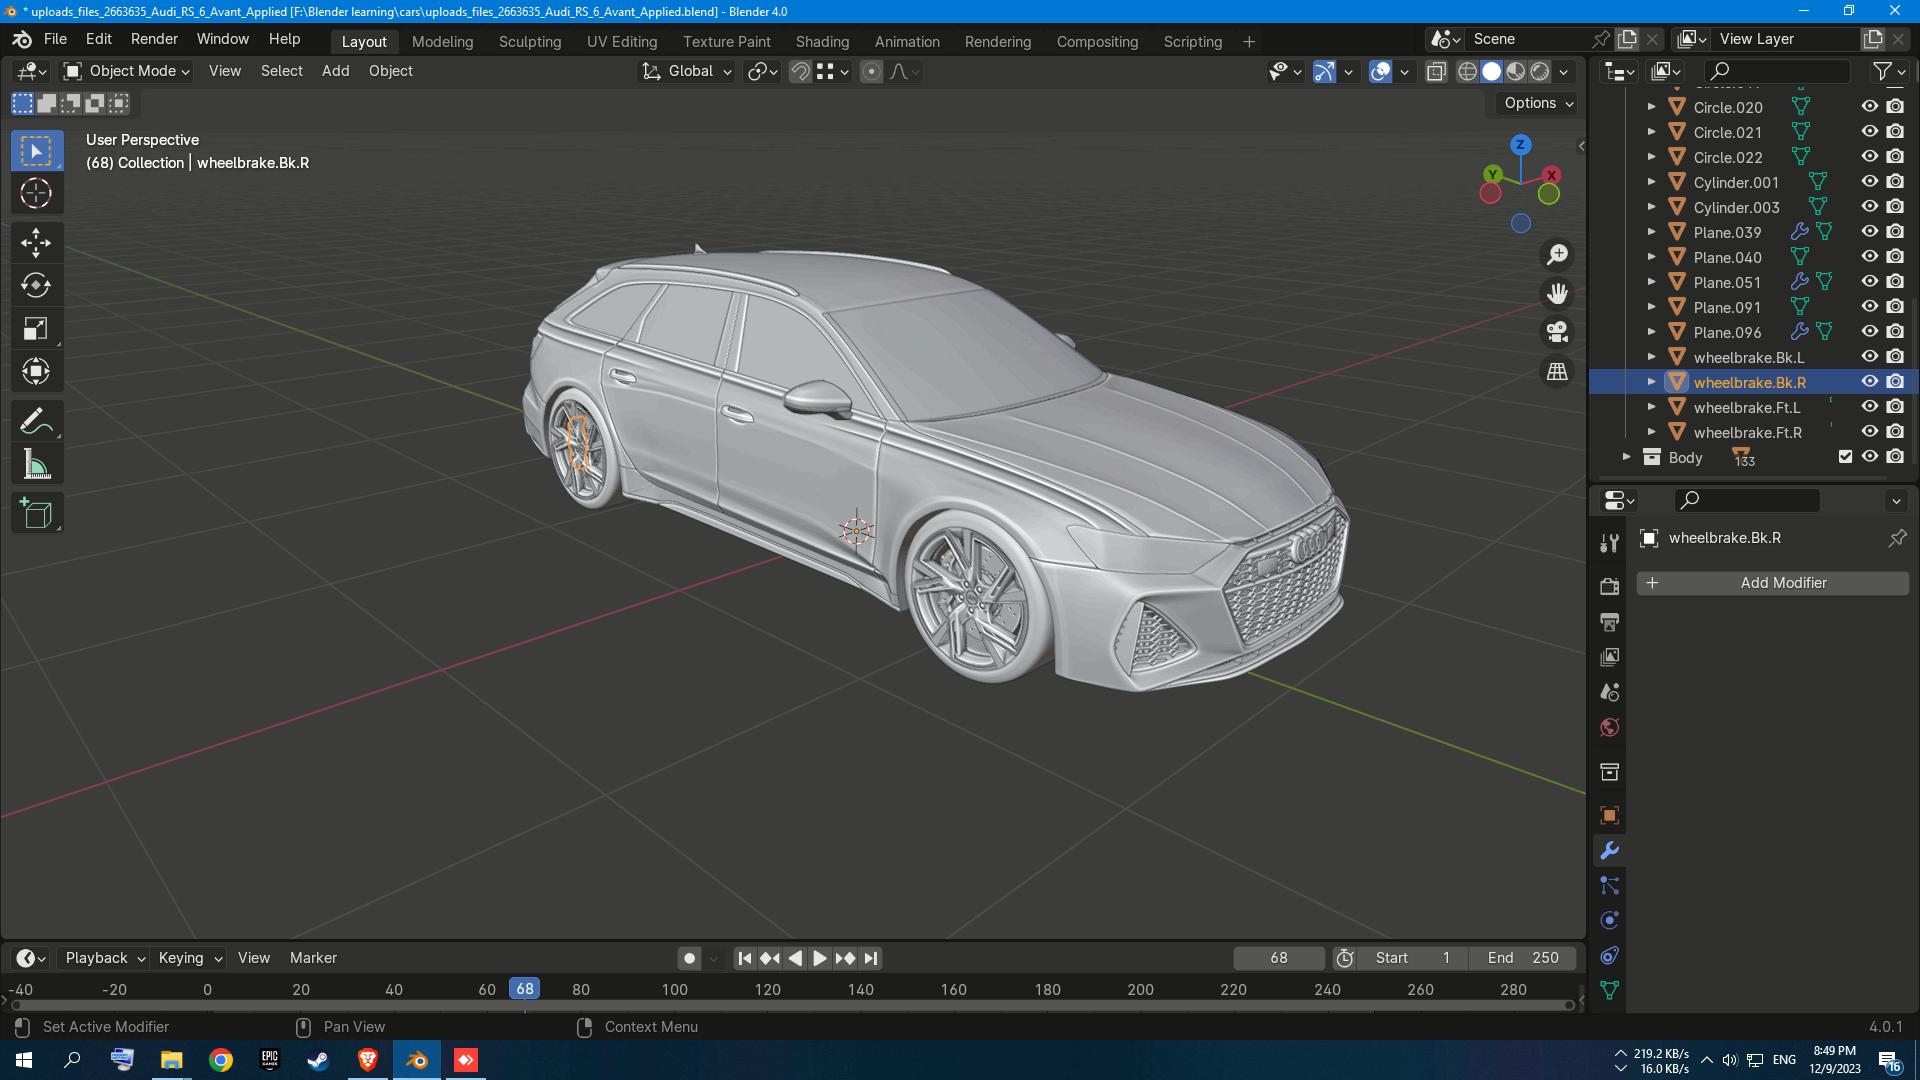 * uploads_files_2663635_Audi_RS_6_Avant_Applied [F:\Blender learning\cars\uploads_files_2663635_Audi_RS_6_Avant_Applied.blend] - Blender 4.0
File Edit Render Window Help
Layout Modeling Sculpting UV Editing Texture Paint Shading Animation Rendering Compositing Scripting
Scene
View Layer
Object Mode View Select Add Object
Global
Options
User Perspective
(68) Collection | wheelbrake.Bk.R
Z
Y
X
Circle.020
Circle.021
Circle.022
Cylinder.001
Cylinder.003
Plane.039
Plane.040
Plane.051
Plane.091
Plane.096
wheelbrake.Bk.L
wheelbrake.Bk.R
wheelbrake.Ft.L
wheelbrake.Ft.R
Body 133
wheelbrake.Bk.R
Add Modifier
Playback Keying View Marker
68
Start 1
End 250
-40 -20 0 20 40 60 68 80 100 120 140 160 180 200 220 240 260 280
Set Active Modifier
Pan View
Context Menu
4.0.1
EPIC GAMES
219.2 KB/s
16.0 KB/s
ENG
8:49 PM
12/9/2023
16